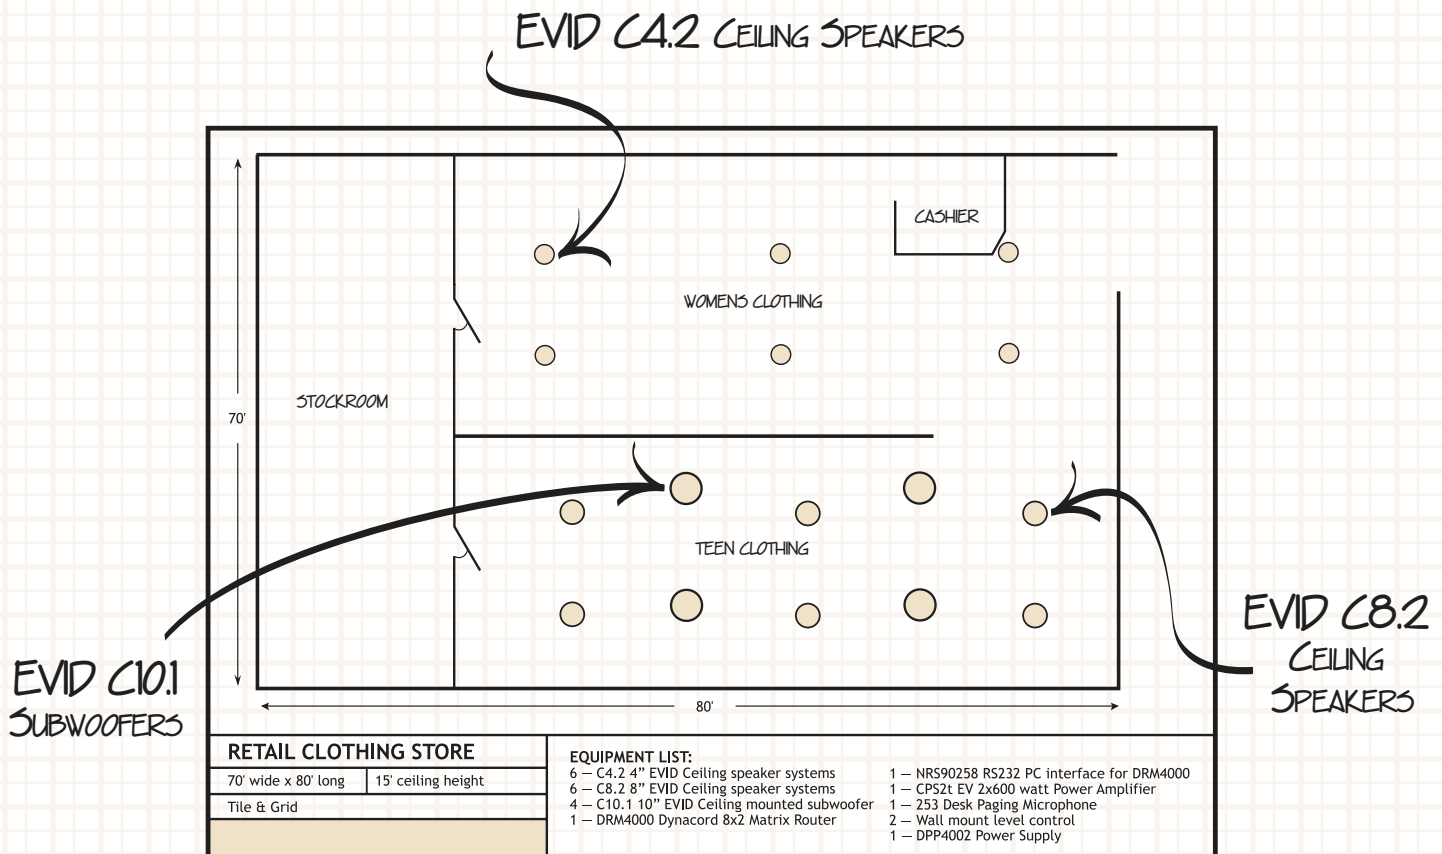 EVID C4.2 CEILING SPEAKERS
CASHIER
WOMENS CLOTHING
STOCKROOM
70'
TEEN CLOTHING
EVID C10.1
SUBWOOFERS
EVID C8.2
CEILING
SPEAKERS
80'
RETAIL CLOTHING STORE
70' wide x 80' long
15' ceiling height
Tile & Grid
EQUIPMENT LIST:
6 — C4.2 4” EVID Ceiling speaker systems
6 — C8.2 8” EVID Ceiling speaker systems
4 — C10.1 10” EVID Ceiling mounted subwoofer
1 — DRM4000 Dynacord 8x2 Matrix Router
1 — NRS90258 RS232 PC interface for DRM4000
1 — CPS2t EV 2x600 watt Power Amplifier
1 — 253 Desk Paging Microphone
2 — Wall mount level control
1 — DPP4002 Power Supply